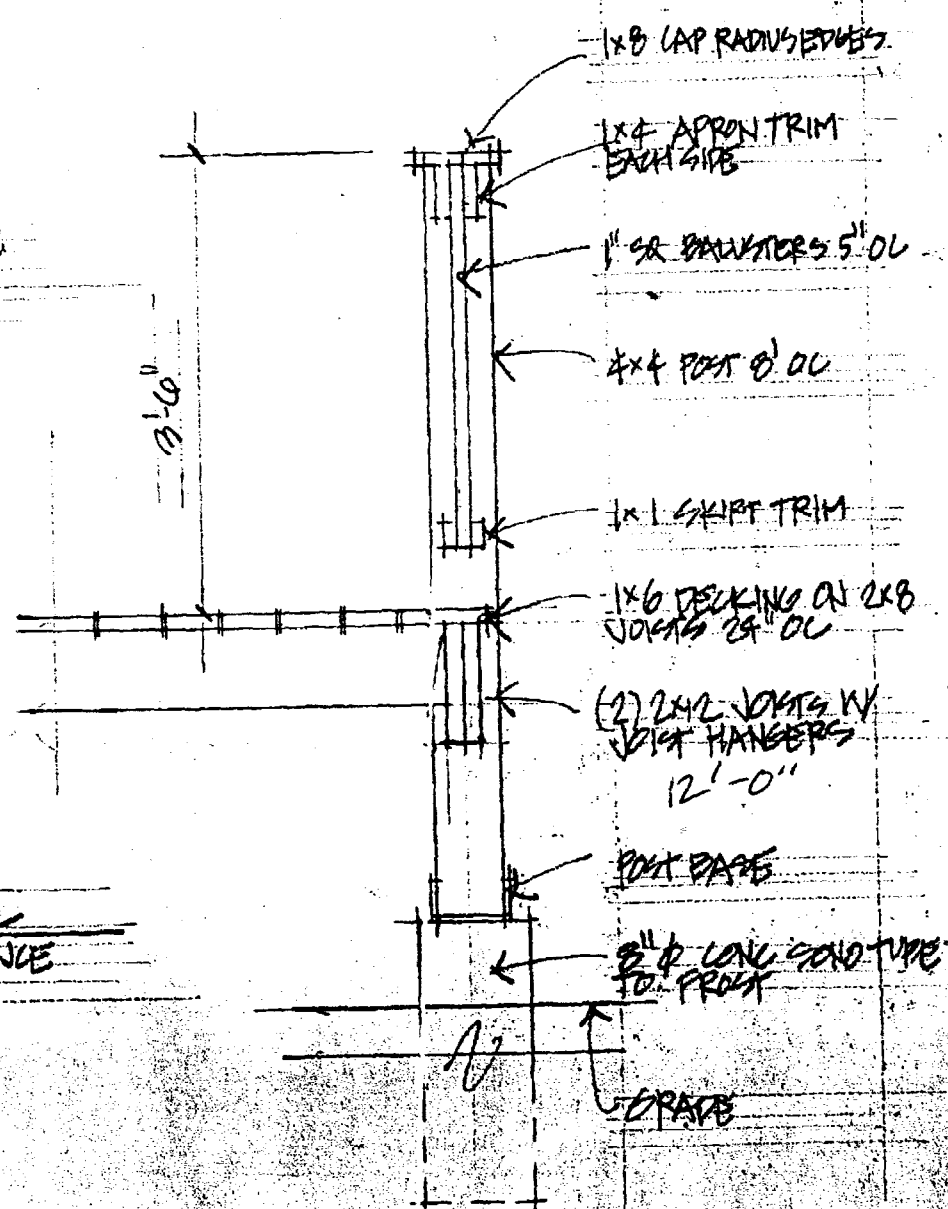 1x8 CAP RADIUS EDGES
1x4 APRON TRIM
EACH SIDE
1" SQ BALUSTERS 5" OC
4x4 POST 8' OC
3'-6"
1x1 SKIRT TRIM
1x6 DECKING ON 2x8
JOISTS 24" OC
(2) 2x12 JOISTS W/
JOIST HANGERS
12'-0"
POST BASE
8" φ CONC SONOTUBE
TO FROST
GRADE